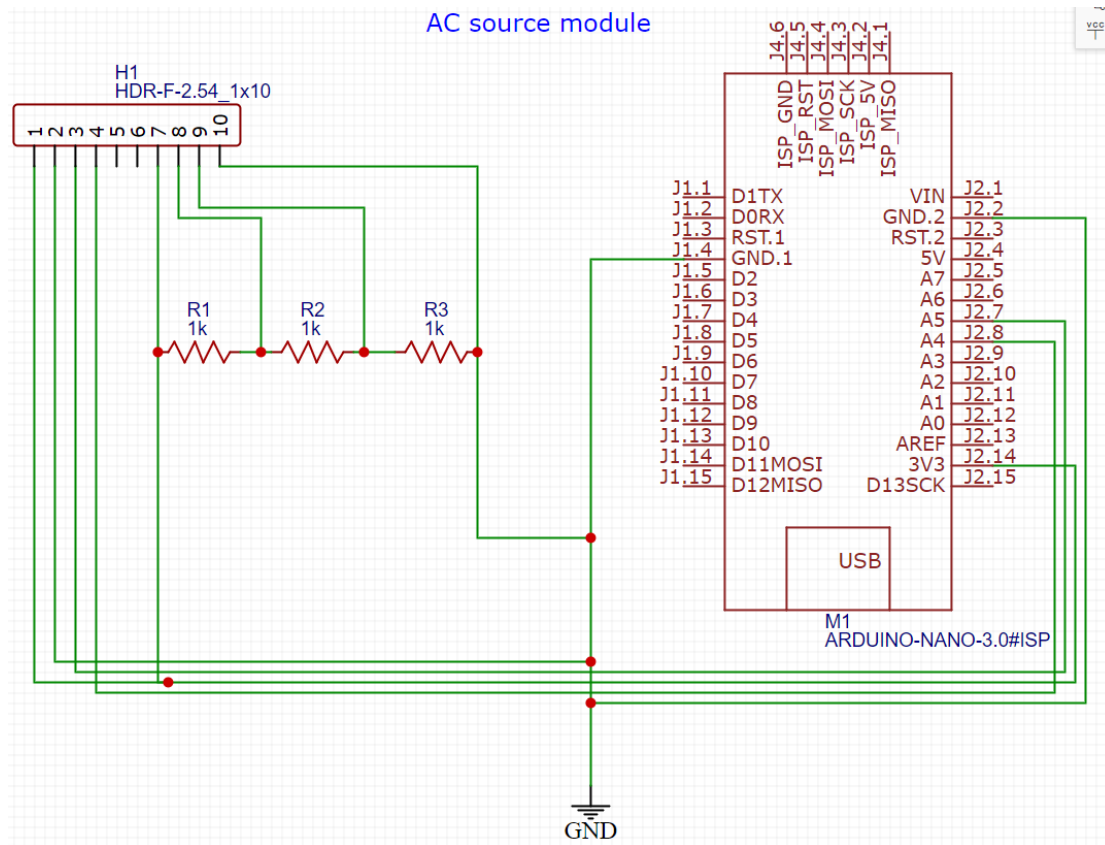 AC source module
VCC
H1
HDR-F-2.54_1x10
1 2 3 4 5 6 7 8 9 10
J4.6 J4.5 J4.4 J4.3 J4.2 J4.1
ISP_GND ISP_RST ISP_MOSI ISP_SCK ISP_5V ISP_MISO
J1.1 D1TX VIN J2.1
J1.2 D0RX GND.2 J2.2
J1.3 RST.1 RST.2 J2.3
J1.4 GND.1 5V J2.4
J1.5 D2 A7 J2.5
J1.6 D3 A6 J2.6
J1.7 D4 A5 J2.7
J1.8 D5 A4 J2.8
J1.9 D6 A3 J2.9
J1.10 D7 A2 J2.10
J1.11 D8 A1 J2.11
J1.12 D9 A0 J2.12
J1.13 D10 AREF J2.13
J1.14 D11MOSI 3V3 J2.14
J1.15 D12MISO D13SCK J2.15
R1 R2 R3
1k 1k 1k
USB
M1
ARDUINO-NANO-3.0#ISP
GND